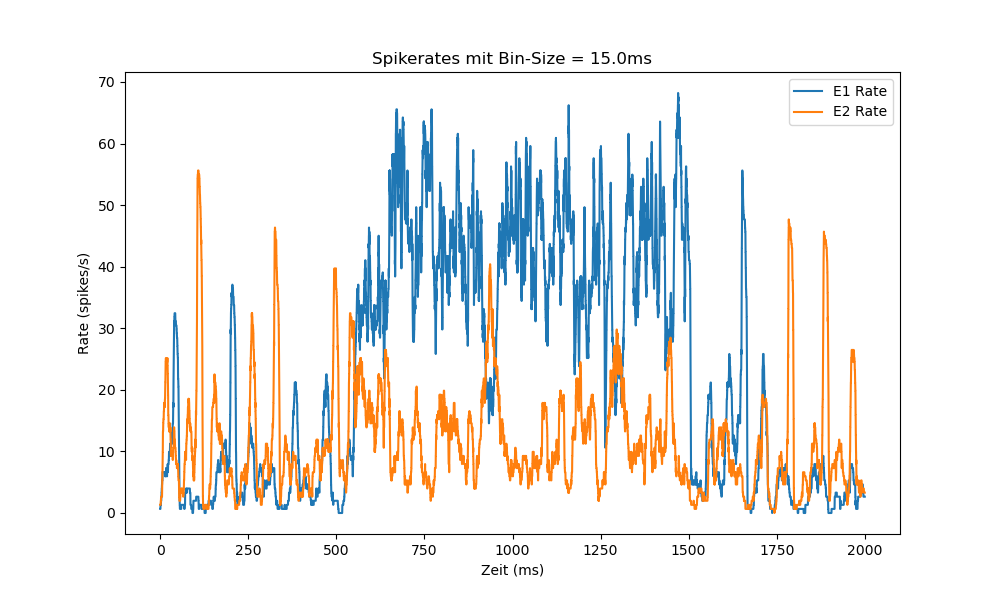 Spikerates mit Bin-Size = 15.0ms
E1 Rate
E2 Rate
70
60
50
40
30
20
10
0
Rate (spikes/s)
0 250 500 750 1000 1250 1500 1750 2000
Zeit (ms)